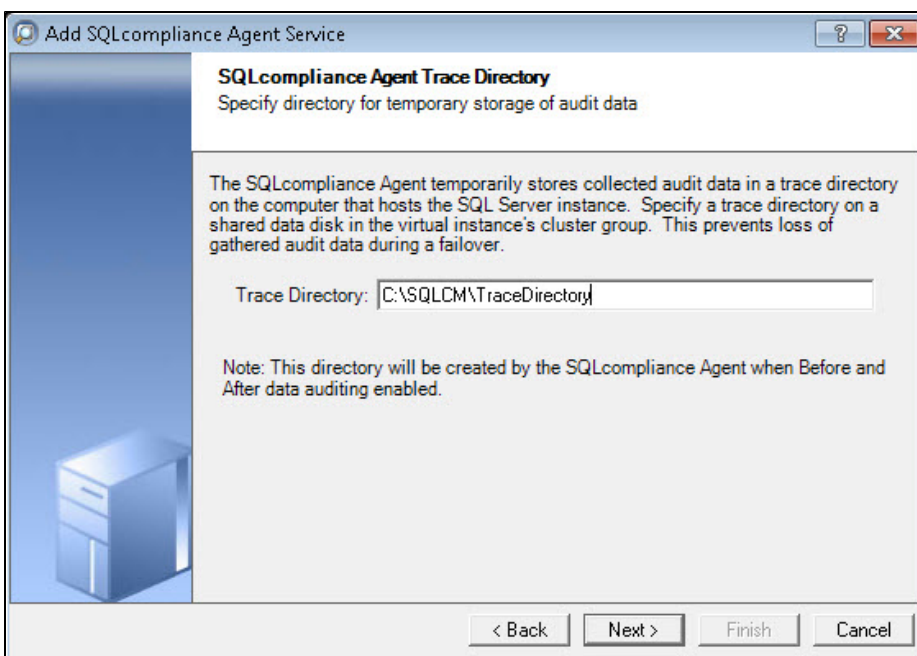 Add SQLcompliance Agent Service
?
SQLcompliance Agent Trace Directory
Specify directory for temporary storage of audit data
The SQLcompliance Agent temporarily stores collected audit data in a trace directory
on the computer that hosts the SQL Server instance. Specify a trace directory on a
shared data disk in the virtual instance's cluster group. This prevents loss of
gathered audit data during a failover.
Trace Directory: C:\SQLCM\TraceDirectory
Note: This directory will be created by the SQLcompliance Agent when Before and
After data auditing enabled.
< Back Next > Finish Cancel